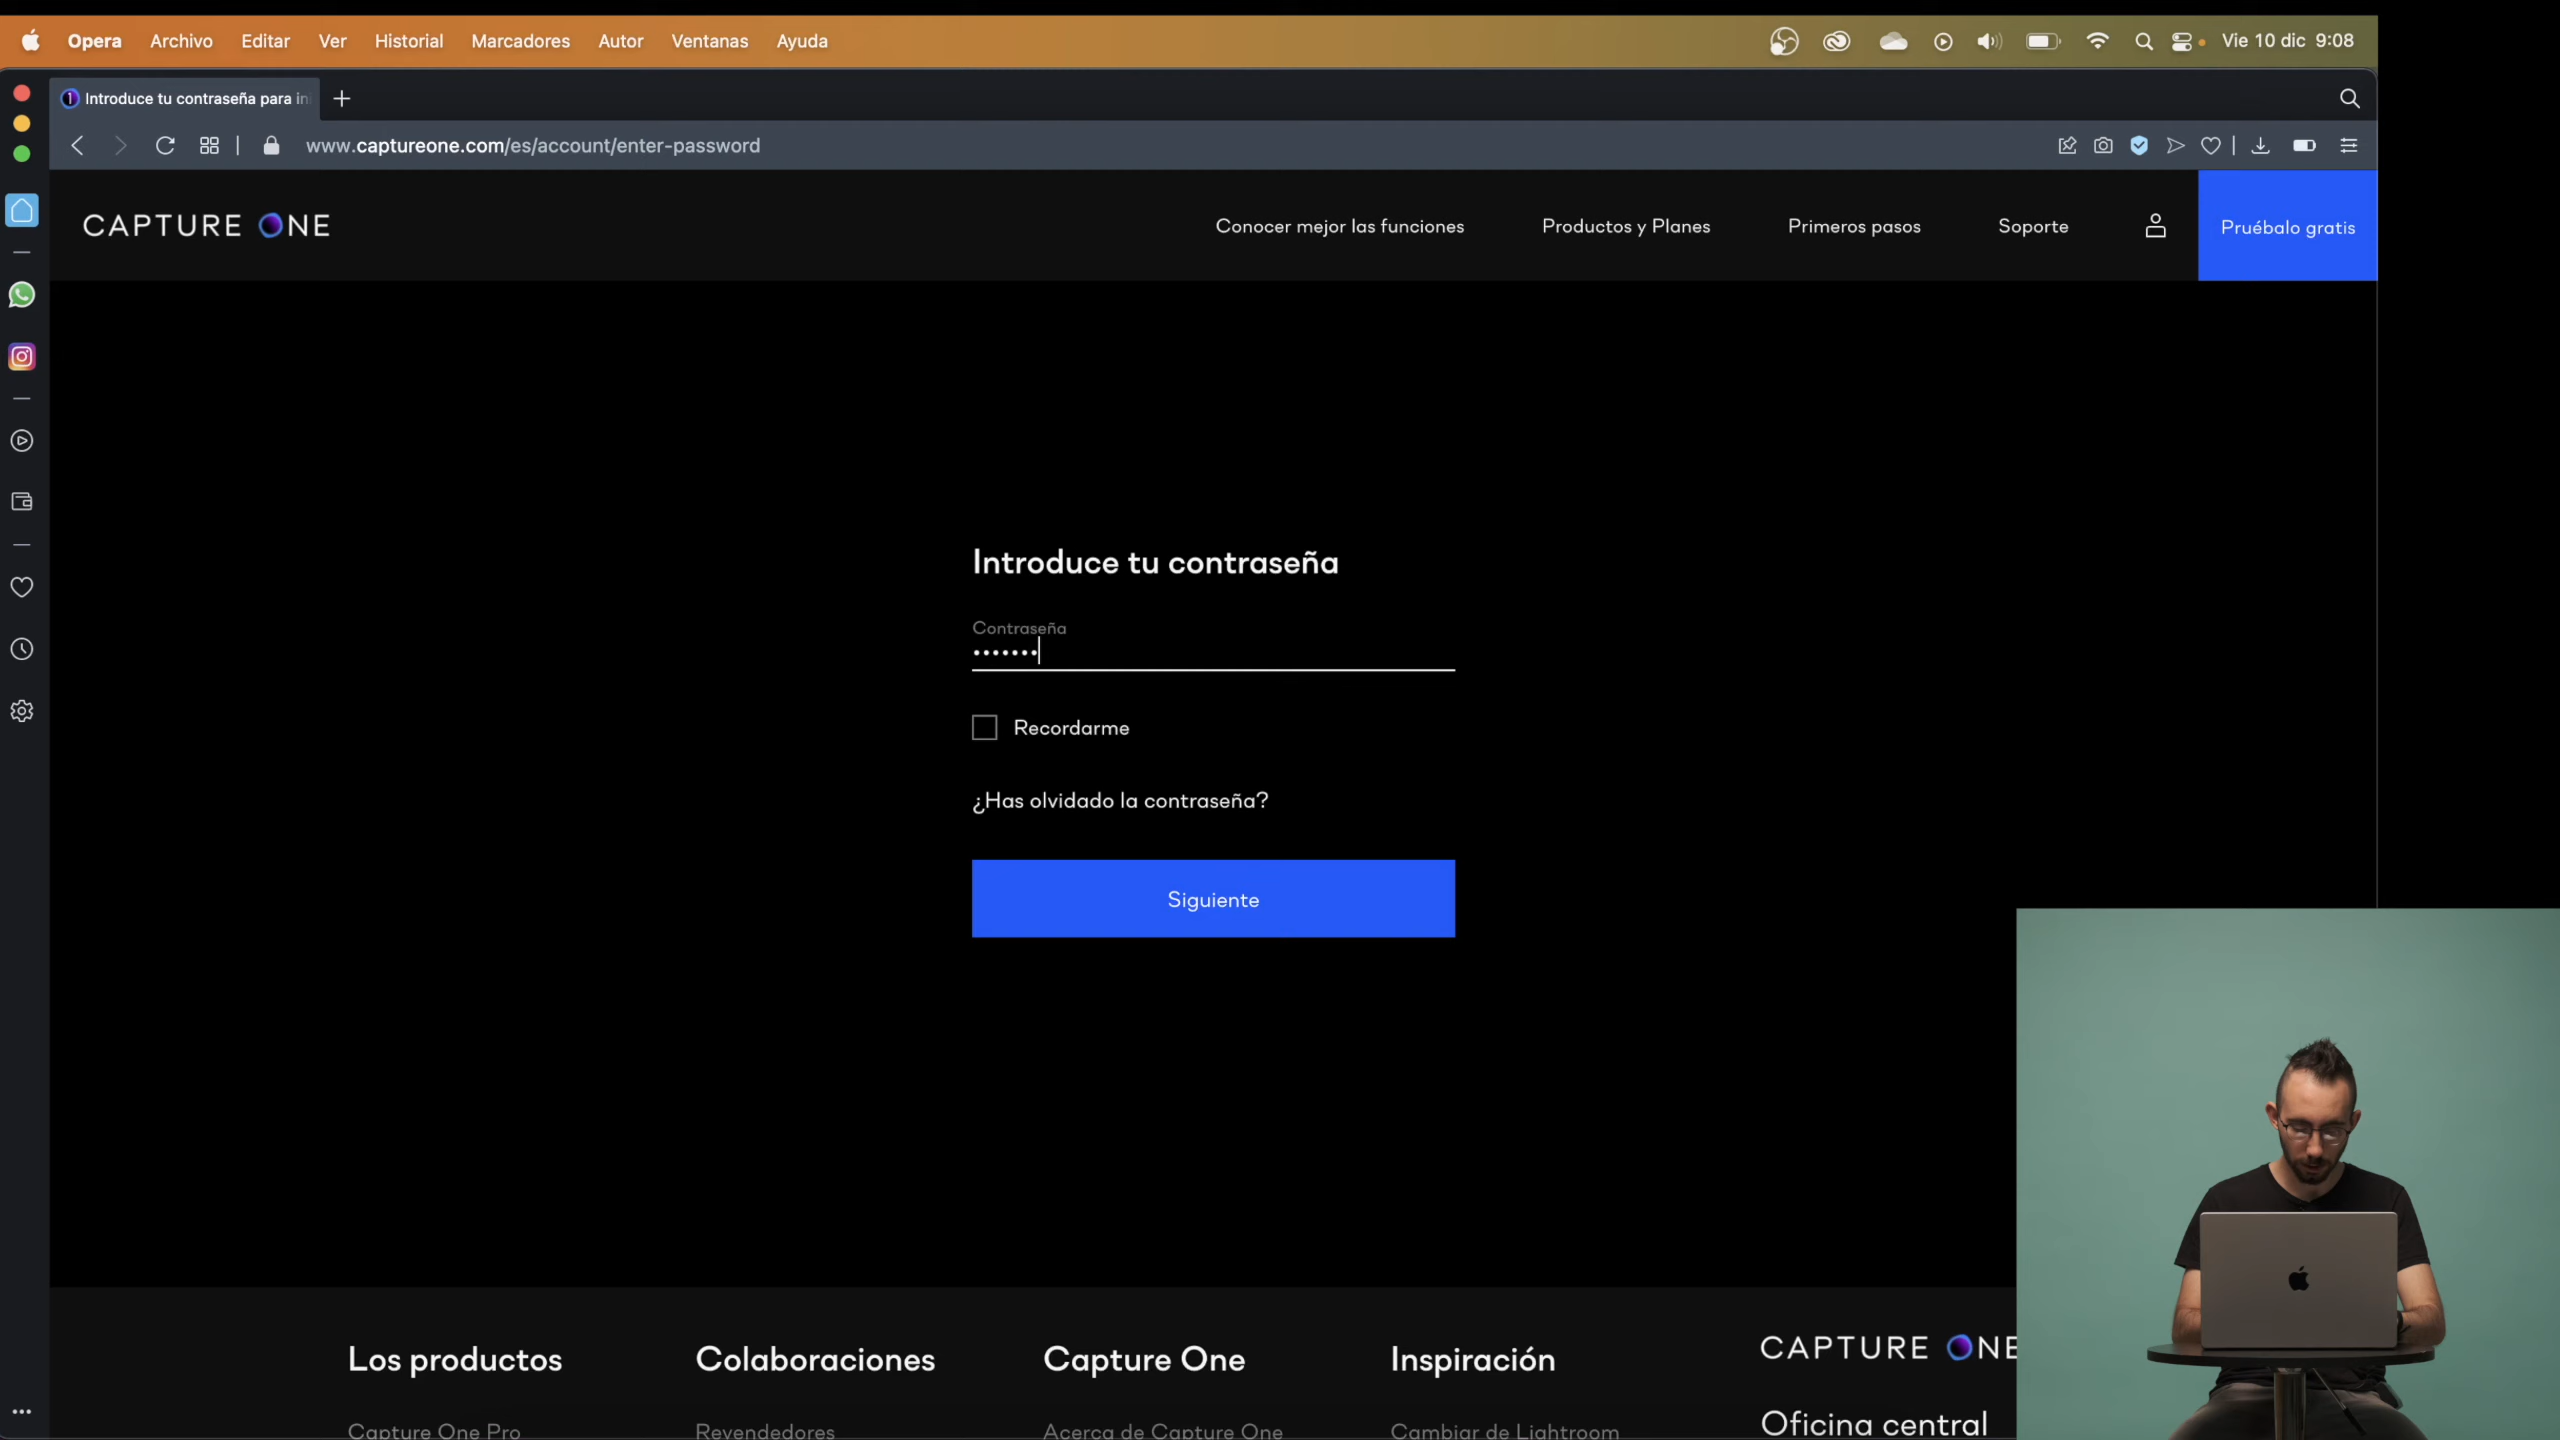 Opera Archivo Editar Ver Historial Marcadores Autor Ventanas Ayuda Vie 10 dic 9:08
Introduce tu contraseña para in
www.captureone.com/es/account/enter-password
CAPTURE ONE Conocer mejor las funciones Productos y Planes Primeros pasos Soporte Pruébalo gratis
Introduce tu contraseña
Contraseña
•••••••
Recordarme
¿Has olvidado la contraseña?
Siguiente
Los productos Colaboraciones Capture One Inspiración CAPTURE ONE
Capture One Pro Revendedores Acerca de Capture One Cambiar de Lightroom Oficina central